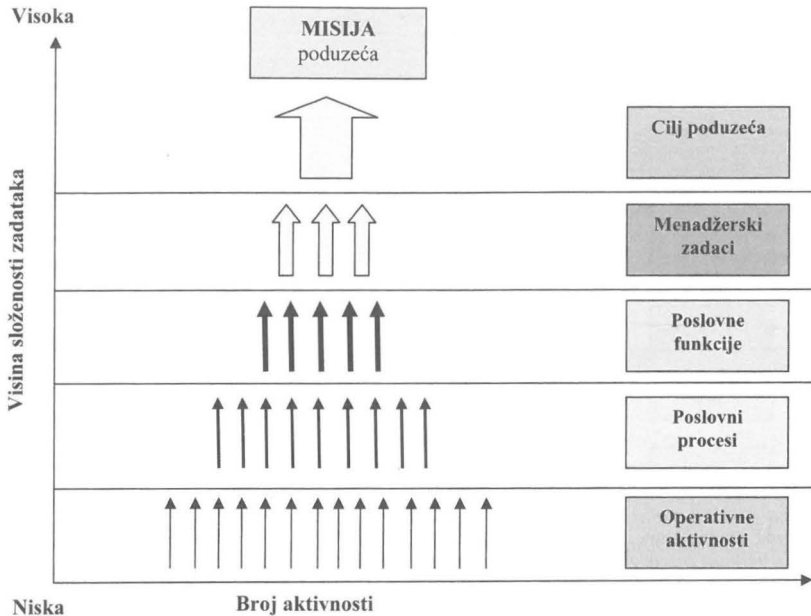 Visoka
MISIJA
poduzeća
Cilj poduzeća
Menadžerski
zadaci
Visina složenosti zadataka
Poslovne
funkcije
Poslovni
procesi
Operativne
aktivnosti
Niska
Broj aktivnosti